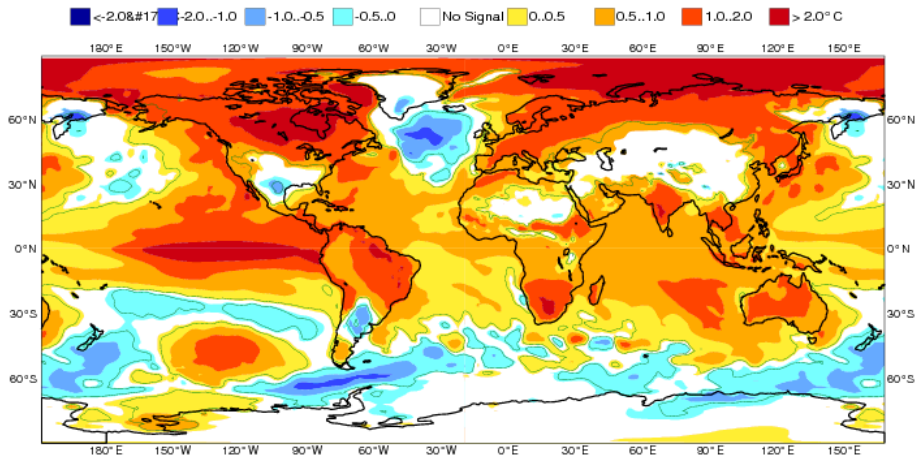 <-2.0&#17 -2.0..-1.0 -1.0..-0.5 -0.5..0 No Signal 0..0.5 0.5..1.0 1.0..2.0 > 2.0°C
180°E 150°W 120°W 90°W 60°W 30°W 0°E 30°E 60°E 90°E 120°E 150°E
60°N 60°N
30°N 30°N
0°N 0°N
30°S 30°S
60°S 60°S
180°E 150°W 120°W 90°W 60°W 30°W 0°E 30°E 60°E 90°E 120°E 150°E